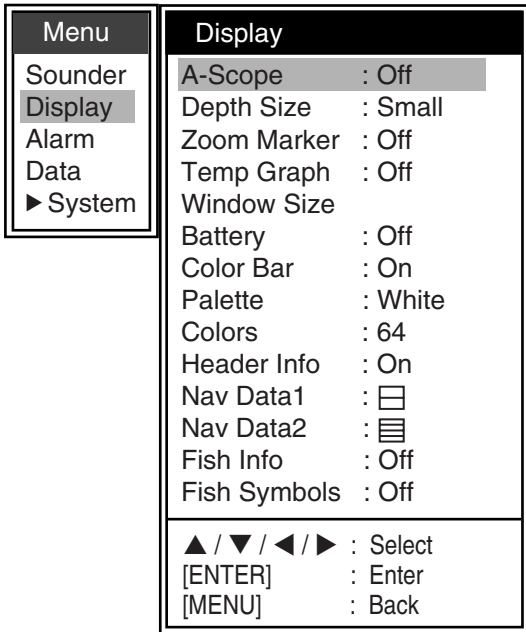 Menu
Sounder
Display
Alarm
Data
▶ System
Display
A-Scope : Off
Depth Size : Small
Zoom Marker : Off
Temp Graph : Off
Window Size
Battery : Off
Color Bar : On
Palette : White
Colors : 64
Header Info : On
Nav Data1 :
Nav Data2 :
Fish Info : Off
Fish Symbols : Off
▲ / ▼ / ◀ / ▶ : Select
[ENTER] : Enter
[MENU] : Back